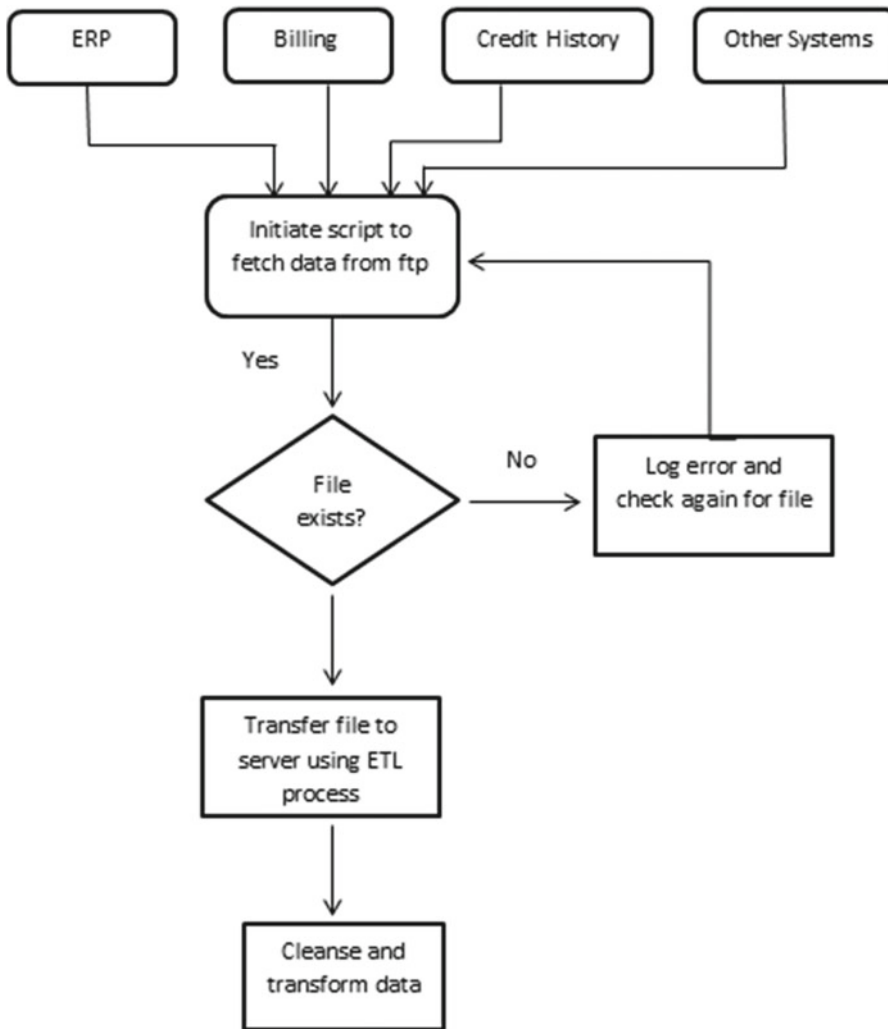 ERP
Billing
Credit History
Other Systems
Initiate script to
fetch data from ftp
Yes
File
exists?
No
Log error and
check again for file
Transfer file to
server using ETL
process
Cleanse and
transform data